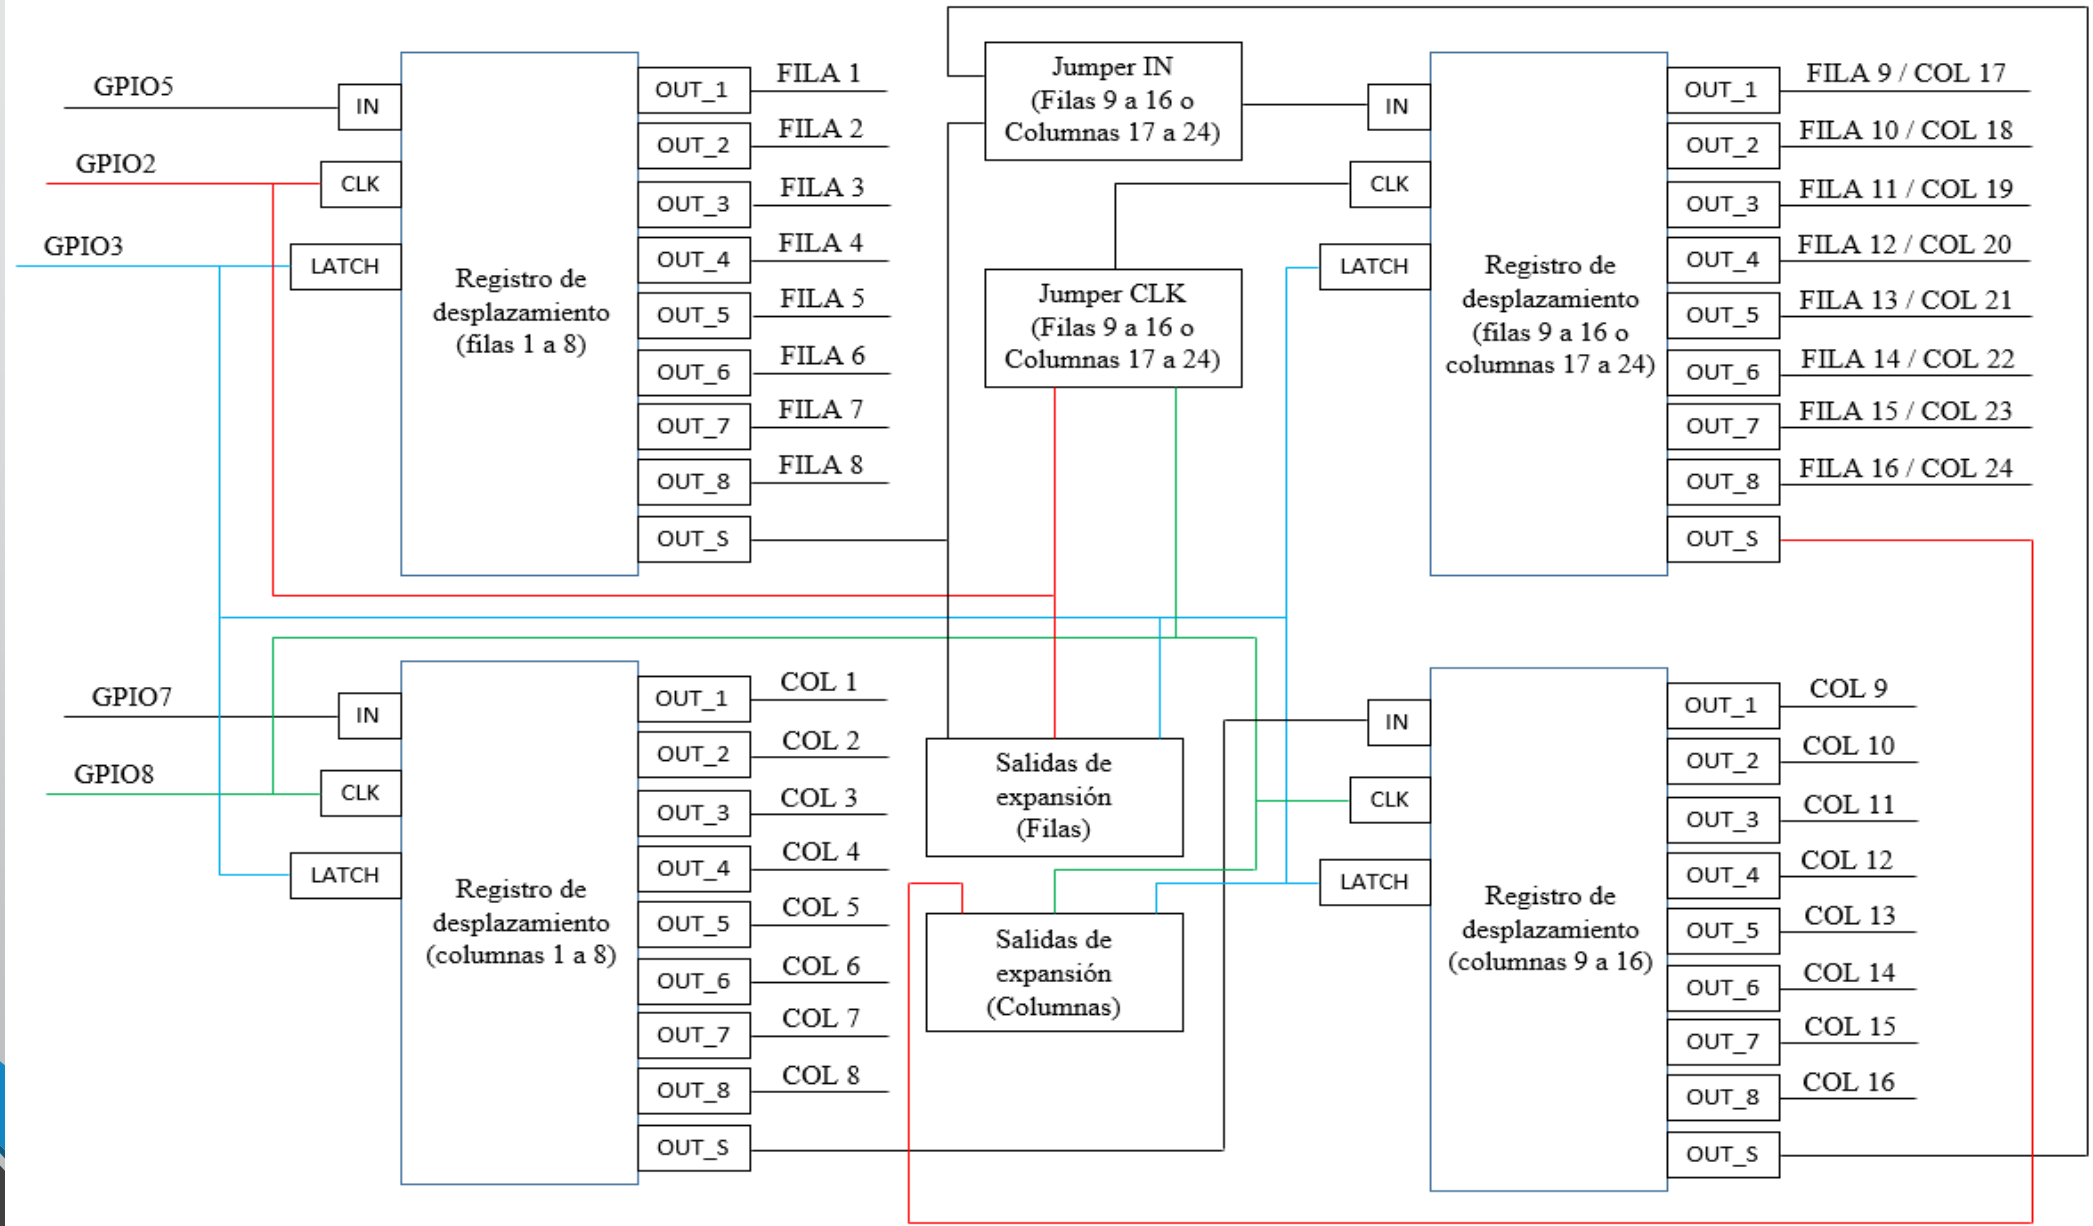 GPIO5
GPIO2
GPIO3
IN
CLK
LATCH
Registro de
desplazamiento
(filas 1 a 8)
OUT_1
OUT_2
OUT_3
OUT_4
OUT_5
OUT_6
OUT_7
OUT_8
OUT_S
FILA 1
FILA 2
FILA 3
FILA 4
FILA 5
FILA 6
FILA 7
FILA 8
Jumper IN
(Filas 9 a 16 o
Columnas 17 a 24)
Jumper CLK
(Filas 9 a 16 o
Columnas 17 a 24)
IN
CLK
LATCH
Registro de
desplazamiento
(filas 9 a 16 o
columnas 17 a 24)
OUT_1
OUT_2
OUT_3
OUT_4
OUT_5
OUT_6
OUT_7
OUT_8
OUT_S
FILA 9 / COL 17
FILA 10 / COL 18
FILA 11 / COL 19
FILA 12 / COL 20
FILA 13 / COL 21
FILA 14 / COL 22
FILA 15 / COL 23
FILA 16 / COL 24
GPIO7
GPIO8
IN
CLK
LATCH
Registro de
desplazamiento
(columnas 1 a 8)
OUT_1
OUT_2
OUT_3
OUT_4
OUT_5
OUT_6
OUT_7
OUT_8
OUT_S
COL 1
COL 2
COL 3
COL 4
COL 5
COL 6
COL 7
COL 8
Salidas de
expansión
(Filas)
Salidas de
expansión
(Columnas)
IN
CLK
LATCH
Registro de
desplazamiento
(columnas 9 a 16)
OUT_1
OUT_2
OUT_3
OUT_4
OUT_5
OUT_6
OUT_7
OUT_8
OUT_S
COL 9
COL 10
COL 11
COL 12
COL 13
COL 14
COL 15
COL 16